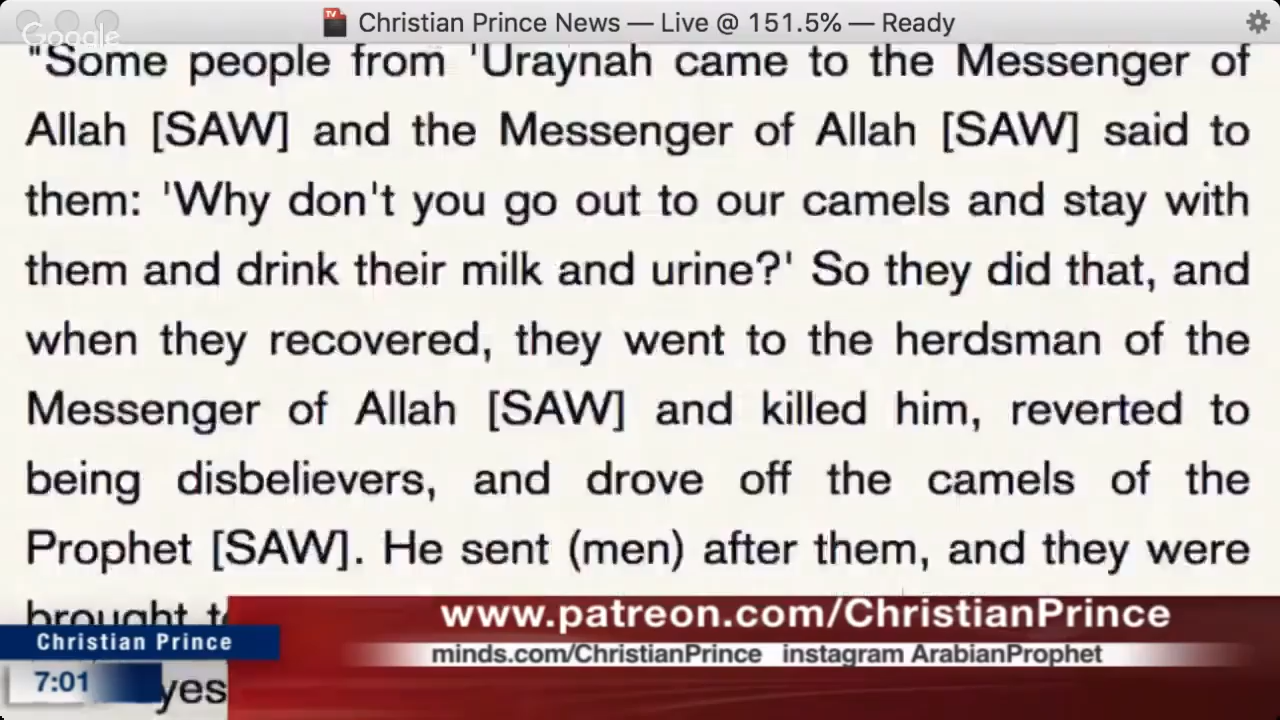 Google
Christian Prince News — Live @ 151.5% — Ready
"Some people from 'Uraynah came to the Messenger of
Allah [SAW] and the Messenger of Allah [SAW] said to
them: 'Why don't you go out to our camels and stay with
them and drink their milk and urine?' So they did that, and
when they recovered, they went to the herdsman of the
Messenger of Allah [SAW] and killed him, reverted to
being disbelievers, and drove off the camels of the
Prophet [SAW]. He sent (men) after them, and they were
brought
www.patreon.com/ChristianPrince
Christian Prince
minds.com/ChristianPrince instagram ArabianProphet
7:01